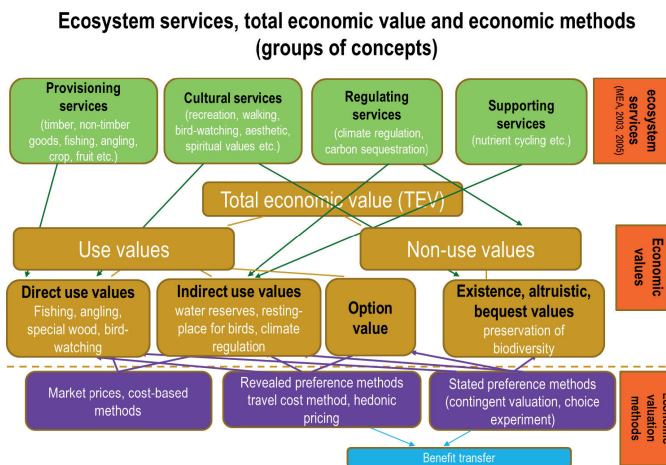 Ecosystem services, total economic value and economic methods
(groups of concepts)
Provisioning
services
(timber, non-timber
goods, fishing, angling,
crop, fruit etc.)
Cultural services
(recreation, walking,
bird-watching, aesthetic,
spiritual values etc.)
Regulating
services
(climate regulation,
carbon sequestration)
Supporting
services
(nutrient cycling etc.)
ecosystem
services
(MEA, 2003, 2005)
Total economic value (TEV)
Use values
Non-use values
Economic
values
Direct use values
Fishing, angling,
special wood, bird-
watching
Indirect use values
water reserves, resting-
place for birds, climate
regulation
Option
value
Existence, altruistic,
bequest values
preservation of
biodiversity
Market prices, cost-based
methods
Revealed preference methods
travel cost method, hedonic
pricing
Stated preference methods
(contingent valuation, choice
experiment)
valuation
methods
Benefit transfer